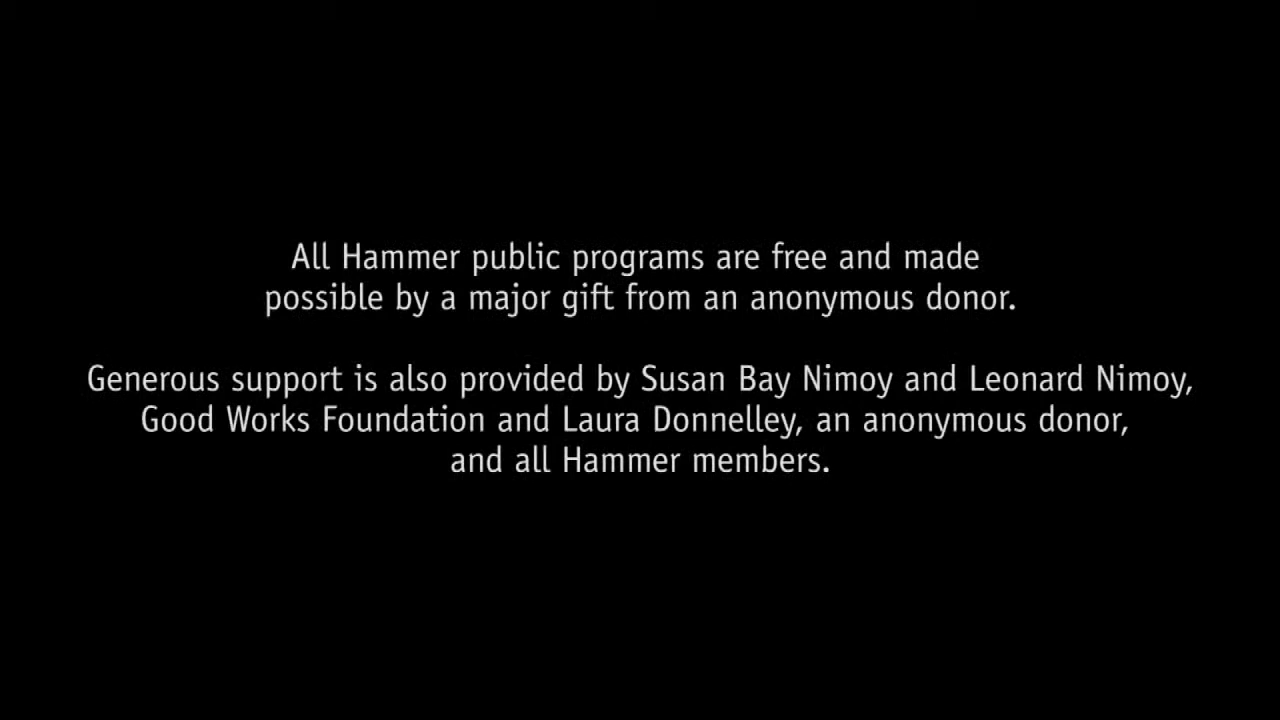 All Hammer public programs are free and made
possible by a major gift from an anonymous donor.
Generous support is also provided by Susan Bay Nimoy and Leonard Nimoy,
Good Works Foundation and Laura Donnelley, an anonymous donor,
and all Hammer members.